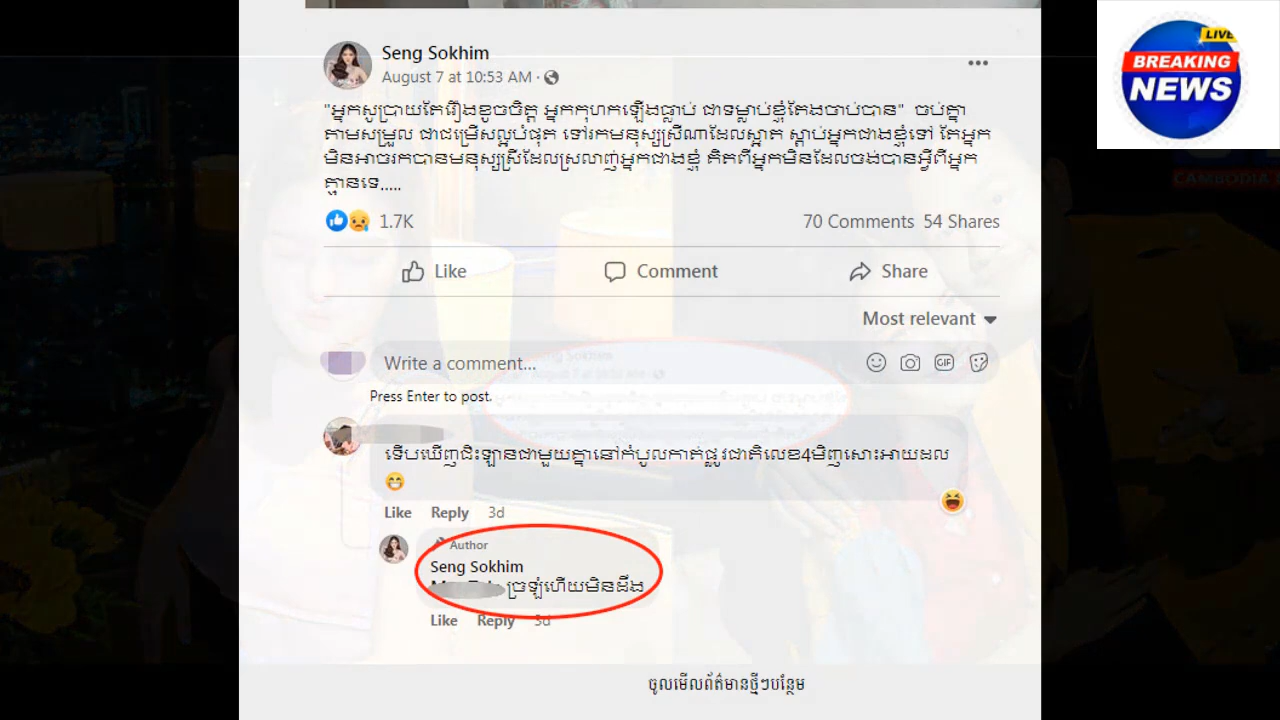 Seng Sokhim
August 7 at 10:53 AM ·
"អ្នកសូប្រាយតែរឿងខូចចិត្ត អ្នកកុហកឡើងធ្លាប់ ជាទម្លាប់ខ្ញុំតែងចាប់បាន" ចប់គ្នា
តាមសម្រួល ជាជម្រើសល្អបំផុត ទៅរកមនុស្សស្រីណាដែលស្អាត ស្តាប់អ្នកជាងខ្ញុំទៅ តែអ្នក
មិនអាចរកបានមនុស្សស្រីដែលស្រលាញ់អ្នកជាងខ្ញុំ គិតពីអ្នកមិនដែលចង់បានអ្វីពីអ្នក
គ្មានទេ.....
1.7K
70 Comments 54 Shares
Like Comment Share
Most relevant
Write a comment...
GIF
Press Enter to post.
ទើបឃើញជិះឡានជាមួយគ្នានៅកំបូលកាត់ផ្លូវជាតិលេខ4មិញសោះអាយដល
Like Reply 3d
Author
Seng Sokhim
ច្រឡំហើយមិនដឹង
Like Reply 3d
ចូលមើលព័ត៌មានថ្មីៗបន្ថែម
LIVE
BREAKING
NEWS
CAMBODIA